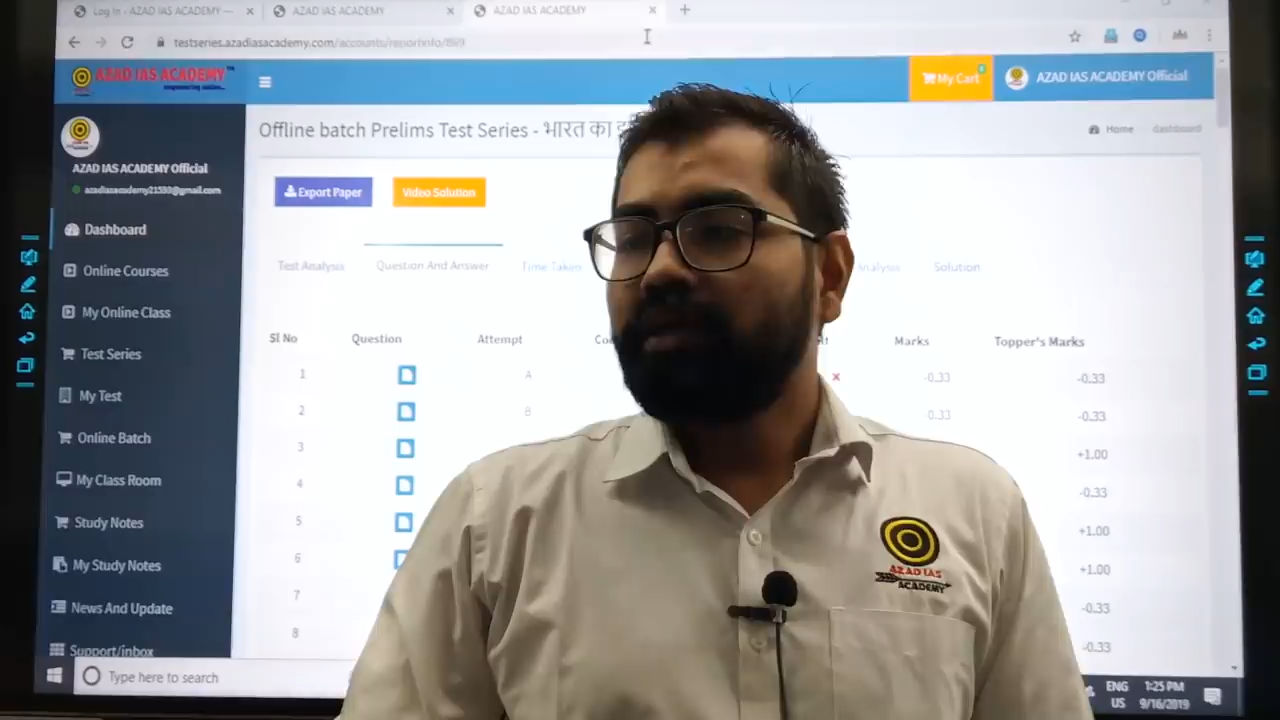 Log In - AZAD IAS ACADEMY — AZAD IAS ACADEMY AZAD IAS ACADEMY
testseries.azadiasacademy.com/accounts/reportinfo/
AZAD IAS ACADEMY™ My Cart AZAD IAS ACADEMY Official
Offline batch Prelims Test Series - भारत का Home dashboard
AZAD IAS ACADEMY Official
Export Paper Video Solution
Dashboard
Test Analysis Question And Answer Time Taken Analysis Solution
Online Courses
My Online Class
Sl No Question Attempt Marks Topper's Marks
Test Series
1 A -0.33 -0.33
My Test
2 B -0.33 -0.33
Online Batch
3 +1.00
My Class Room
4 -0.33
Study Notes
5 +1.00
My Study Notes
6 +1.00
News And Update
7 -0.33
8 -0.33
Support/inbox
AZAD IAS
ACADEMY
Type here to search
ENG 1:25 PM
US 9/16/2019